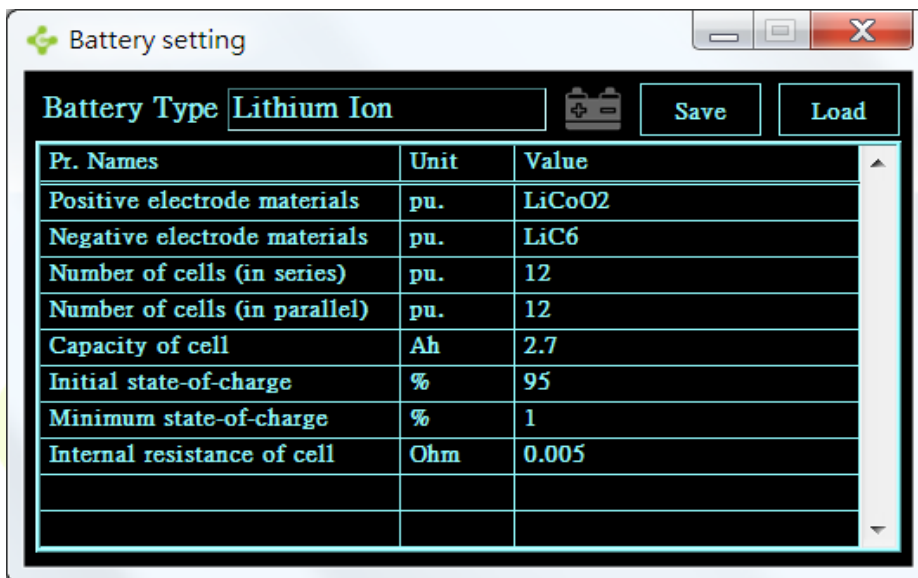 Battery setting
Battery Type Lithium Ion Save Load
Pr. Names Unit Value
Positive electrode materials pu. LiCoO2
Negative electrode materials pu. LiC6
Number of cells (in series) pu. 12
Number of cells (in parallel) pu. 12
Capacity of cell Ah 2.7
Initial state-of-charge % 95
Minimum state-of-charge % 1
Internal resistance of cell Ohm 0.005